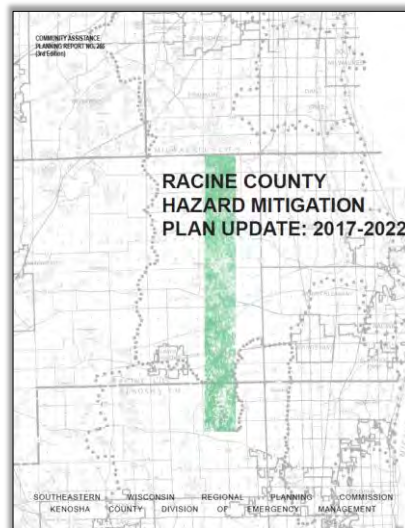 COMMUNITY ASSISTANCE
PLANNING REPORT NO. 266
(3rd Edition)
RACINE COUNTY
HAZARD MITIGATION
PLAN UPDATE: 2017-2022
SOUTHEASTERN WISCONSIN REGIONAL PLANNING COMMISSION
KENOSHA COUNTY DIVISION OF EMERGENCY MANAGEMENT